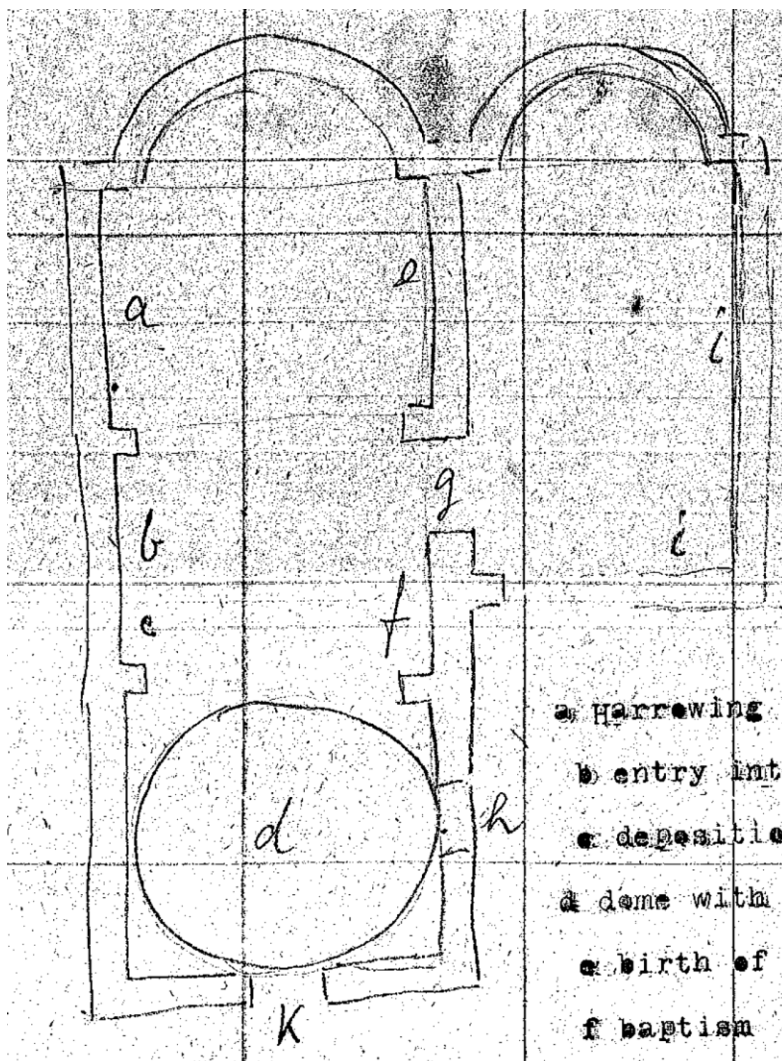 a
e
i
g
b
i
c
f
a Harrowing
b entry int
d
h
c depositio
d dome with
e birth of
K
f baptism